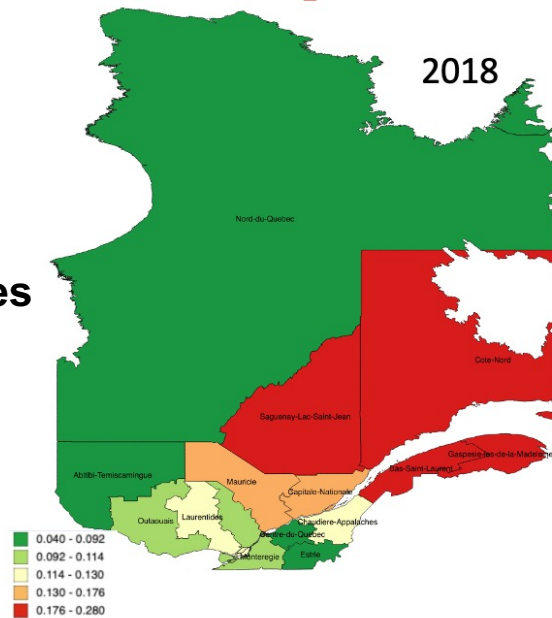 2018
Nord-du-Quebec
es
Cote-Nord
Saguenay-Lac-Saint-Jean
Gaspesie-Iles-de-la-Madeleine
Bas-Saint-Laurent
Abitibi-Temiscamingue
Mauricie
Capitale-Nationale
Laurentides
Outaouais
Chaudiere-Appalaches
Centre-du-Quebec
Estrie
Monteregie
0.040 - 0.092
0.092 - 0.114
0.114 - 0.130
0.130 - 0.176
0.176 - 0.280